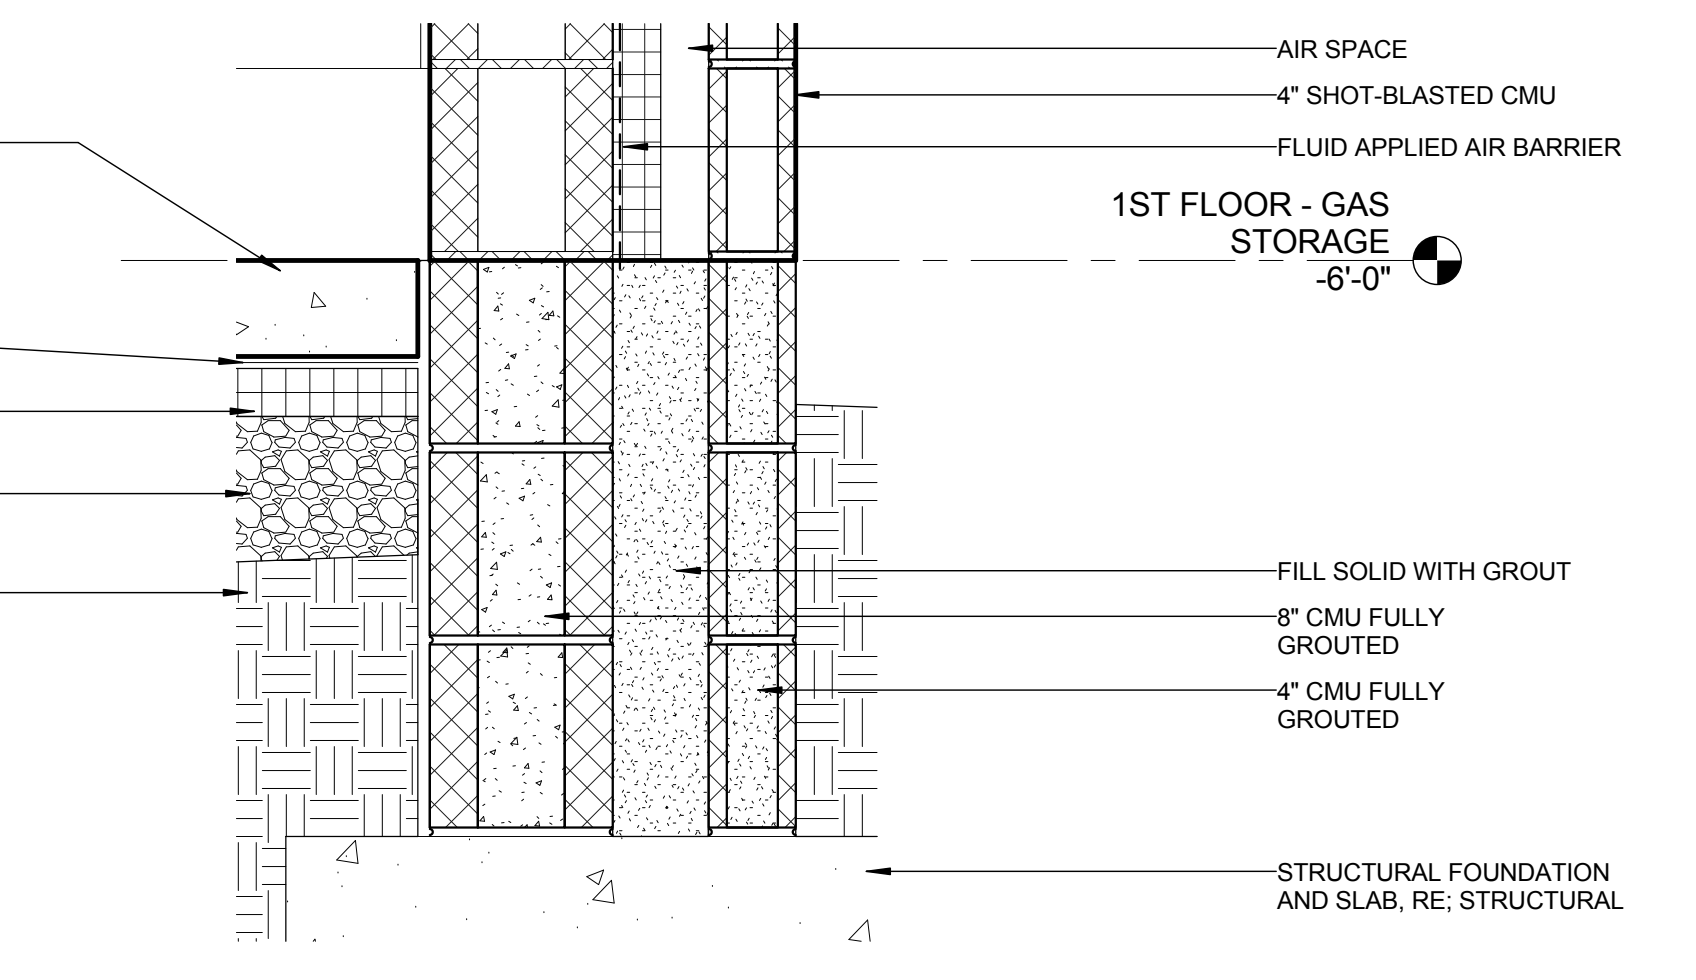 AIR SPACE
4" SHOT-BLASTED CMU
FLUID APPLIED AIR BARRIER
1ST FLOOR - GAS
STORAGE
-6'-0"
FILL SOLID WITH GROUT
8" CMU FULLY
GROUTED
4" CMU FULLY
GROUTED
STRUCTURAL FOUNDATION
AND SLAB, RE; STRUCTURAL